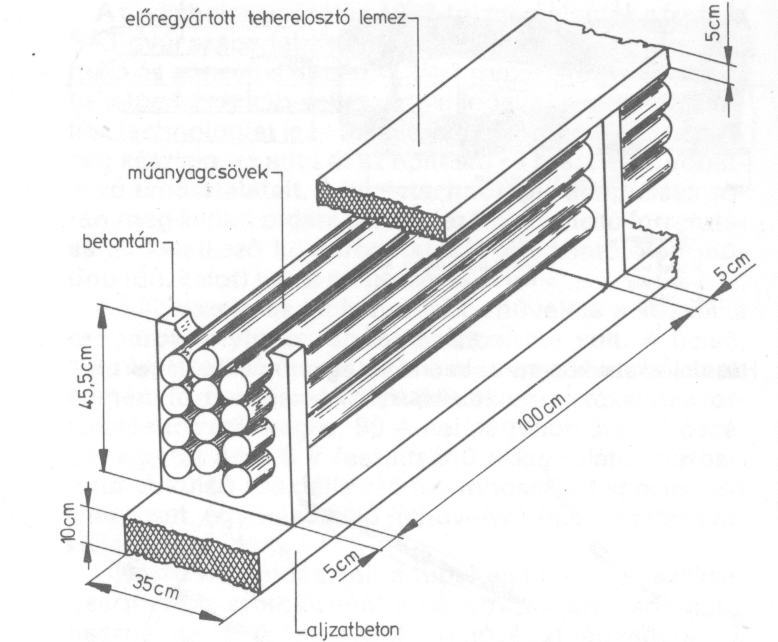 előregyártott teherelosztó lemez
5cm
műanyagcsövek
betontám
5cm
45,5cm
100cm
10cm
5cm
35cm
aljzatbeton